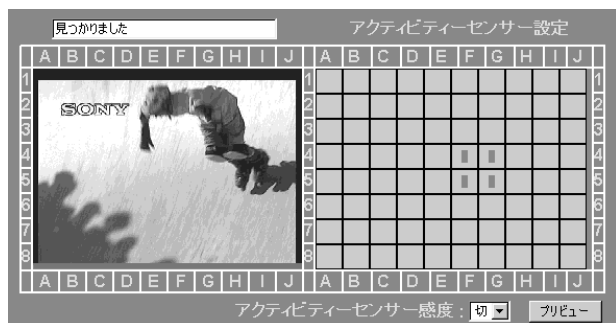 見つかりました
アクティビティーセンサー設定
A B C D E F G H I J A B C D E F G H I J
1 1 1
2 SONY 2 2
3 3 3
4 4 4
5 5 5
6 6 6
7 7 7
8 8 8
A B C D E F G H I J A B C D E F G H I J
アクティビティーセンサー感度 : 切 プリビュー